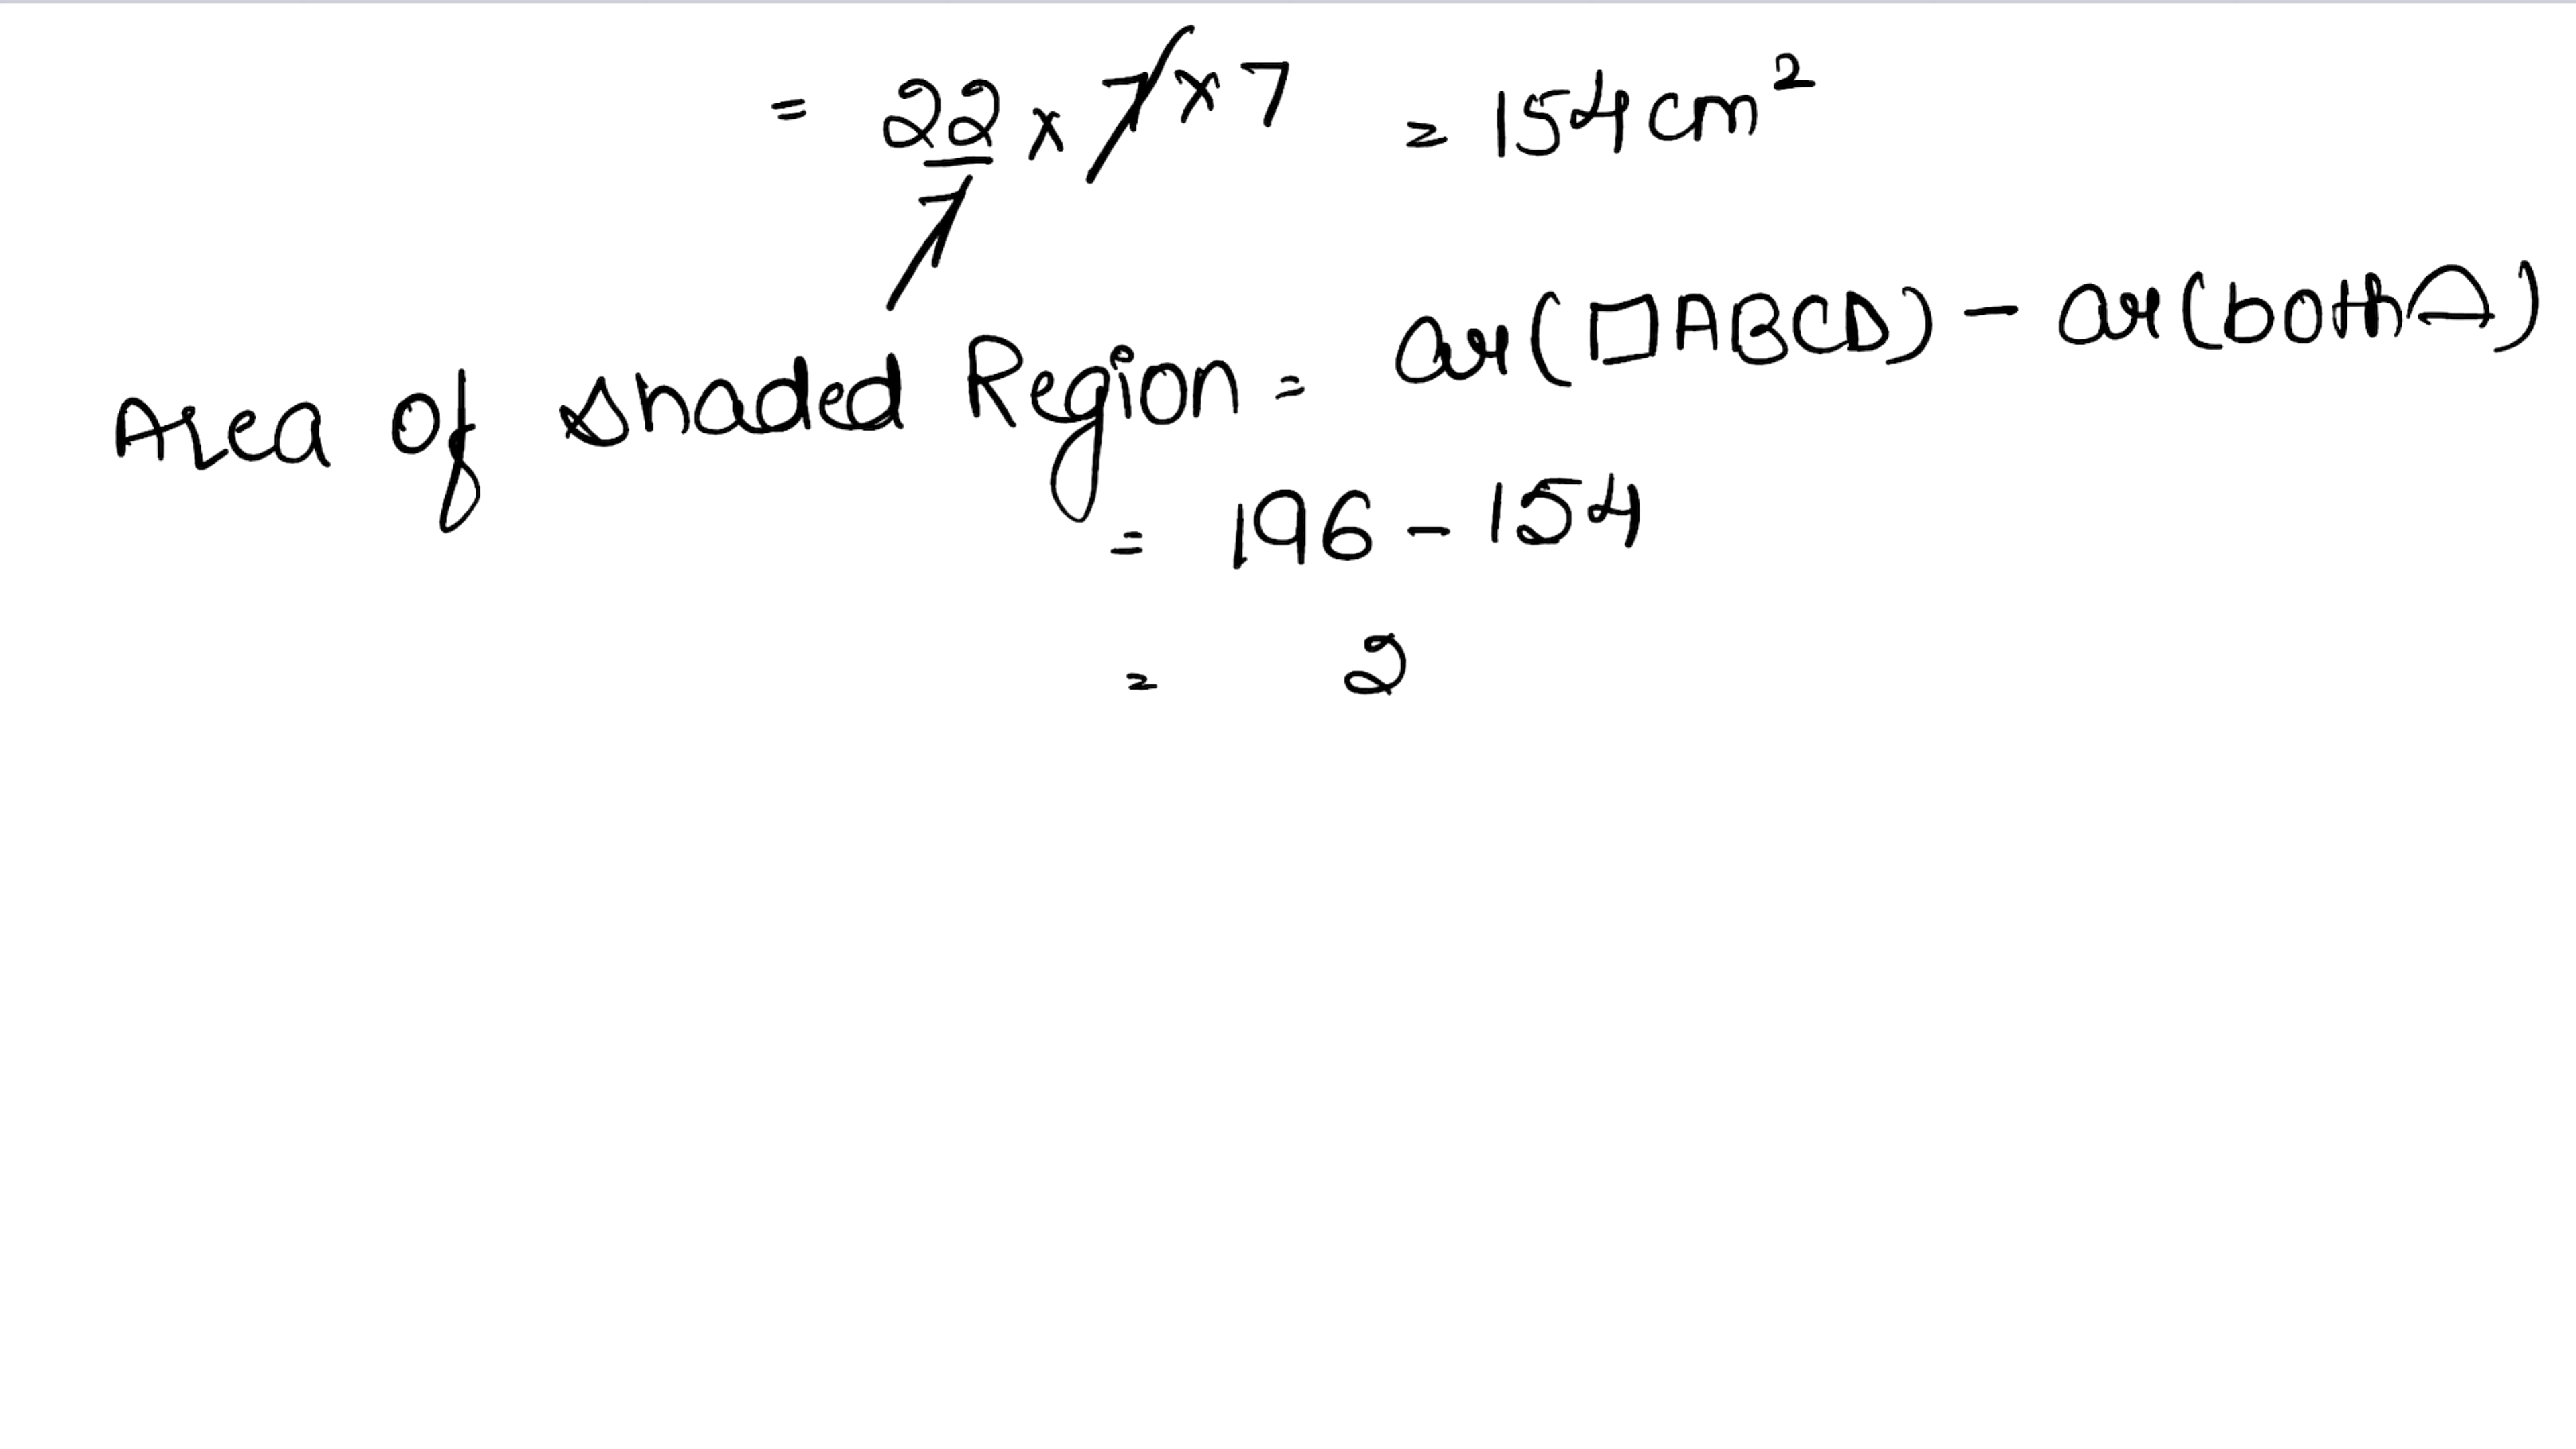 = 22/7 x 7 x 7 = 154 cm²
Area of shaded Region = ar(□ABCD) - ar(both⌓)
= 196 - 154
= 2